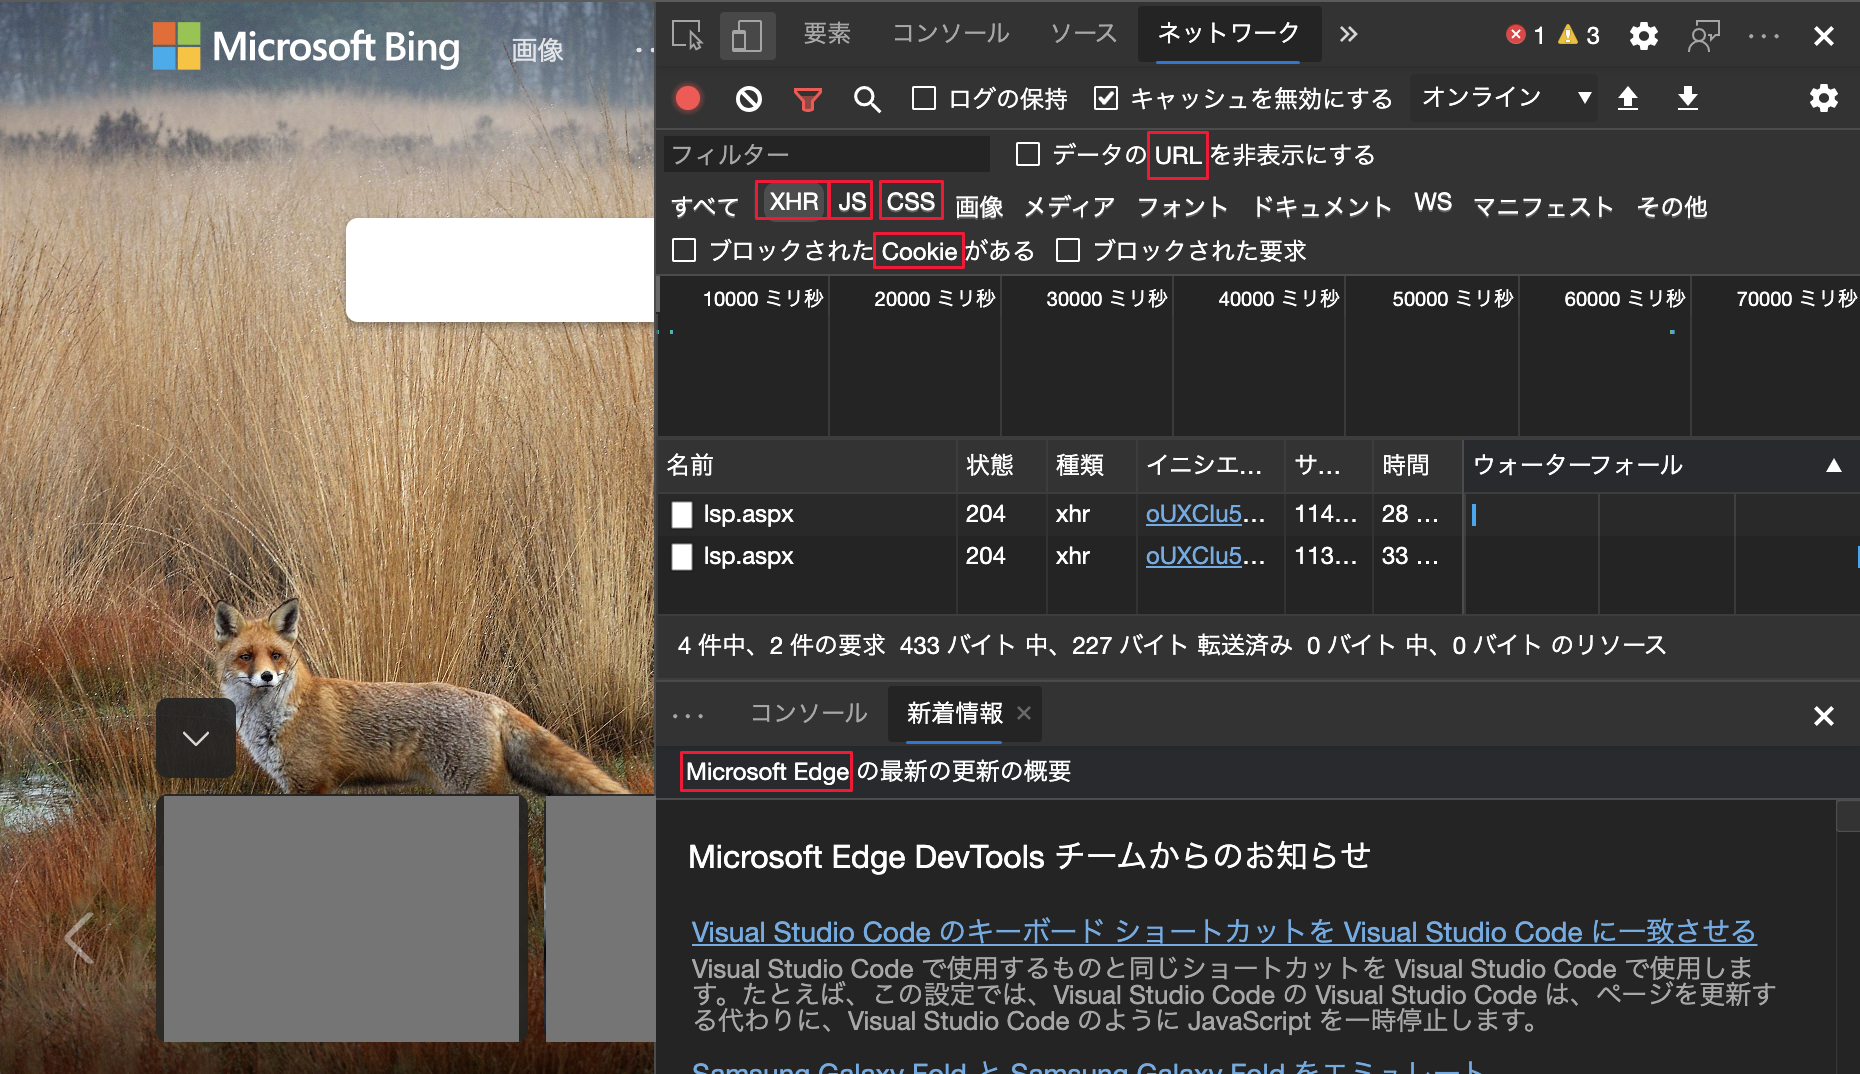 Microsoft Bing 画像 ··
要素 コンソール ソース ネットワーク » 1 3 ···
ログの保持 キャッシュを無効にする オンライン
フィルター データの URL を非表示にする
すべて XHR JS CSS 画像 メディア フォント ドキュメント WS マニフェスト その他
ブロックされた Cookie がある ブロックされた要求
10000 ミリ秒 20000 ミリ秒 30000 ミリ秒 40000 ミリ秒 50000 ミリ秒 60000 ミリ秒 70000 ミリ秒
名前 状態 種類 イニシエ... サ... 時間 ウォーターフォール
lsp.aspx 204 xhr oUXClu5... 114... 28 ...
lsp.aspx 204 xhr oUXClu5... 113... 33 ...
4 件中、2 件の要求 433 バイト 中、227 バイト 転送済み 0 バイト 中、0 バイト のリソース
... コンソール 新着情報
Microsoft Edge の最新の更新の概要
Microsoft Edge DevTools チームからのお知らせ
Visual Studio Code のキーボード ショートカットを Visual Studio Code に一致させる
Visual Studio Code で使用するものと同じショートカットを Visual Studio Code で使用しま
す。たとえば、この設定では、Visual Studio Code の Visual Studio Code は、ページを更新す
る代わりに、Visual Studio Code のように JavaScript を一時停止します。
Samsung Galaxy Fold と Samsung Galaxy Fold をエミュレート